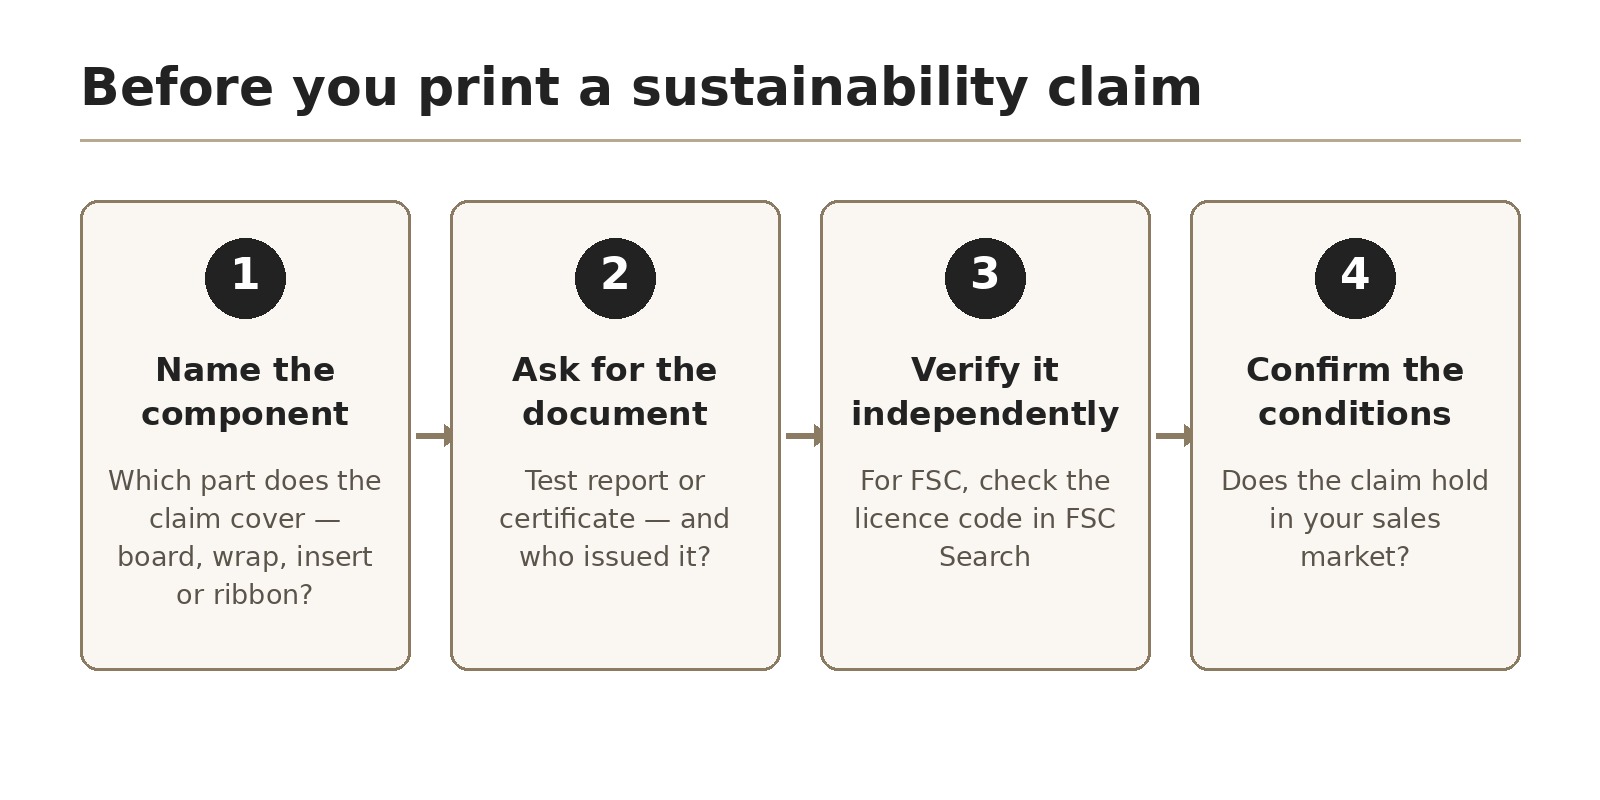 Before you print a sustainability claim
1
Name the
component
Which part does the
claim cover —
board, wrap, insert
or ribbon?
2
Ask for the
document
Test report or
certificate — and
who issued it?
3
Verify it
independently
For FSC, check the
licence code in FSC
Search
4
Confirm the
conditions
Does the claim hold
in your sales
market?